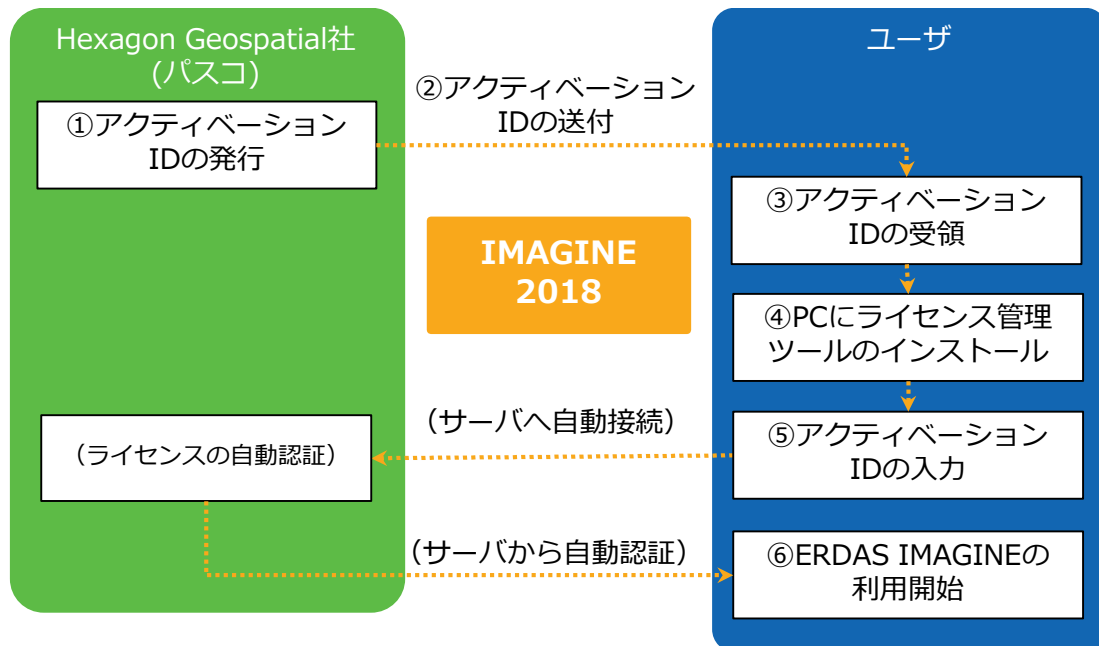 Hexagon Geospatial社
(パスコ)
ユーザ
①アクティベーション
IDの発行
②アクティベーション
IDの送付
③アクティベーション
IDの受領
IMAGINE
2018
④PCにライセンス管理
ツールのインストール
(サーバへ自動接続)
⑤アクティベーション
IDの入力
(ライセンスの自動認証)
(サーバから自動認証)
⑥ERDAS IMAGINEの
利用開始